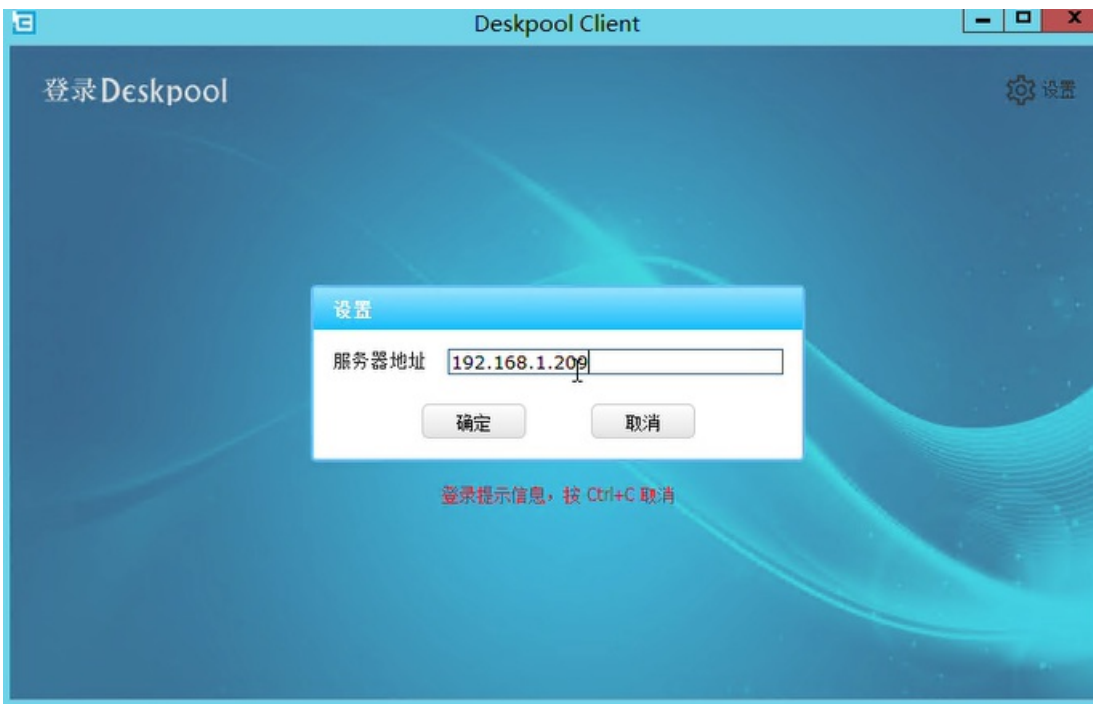 Deskpool Client
登录Deskpool
设置
设置
服务器地址 192.168.1.209
确定 取消
登录提示信息，按 Ctrl+C 取消